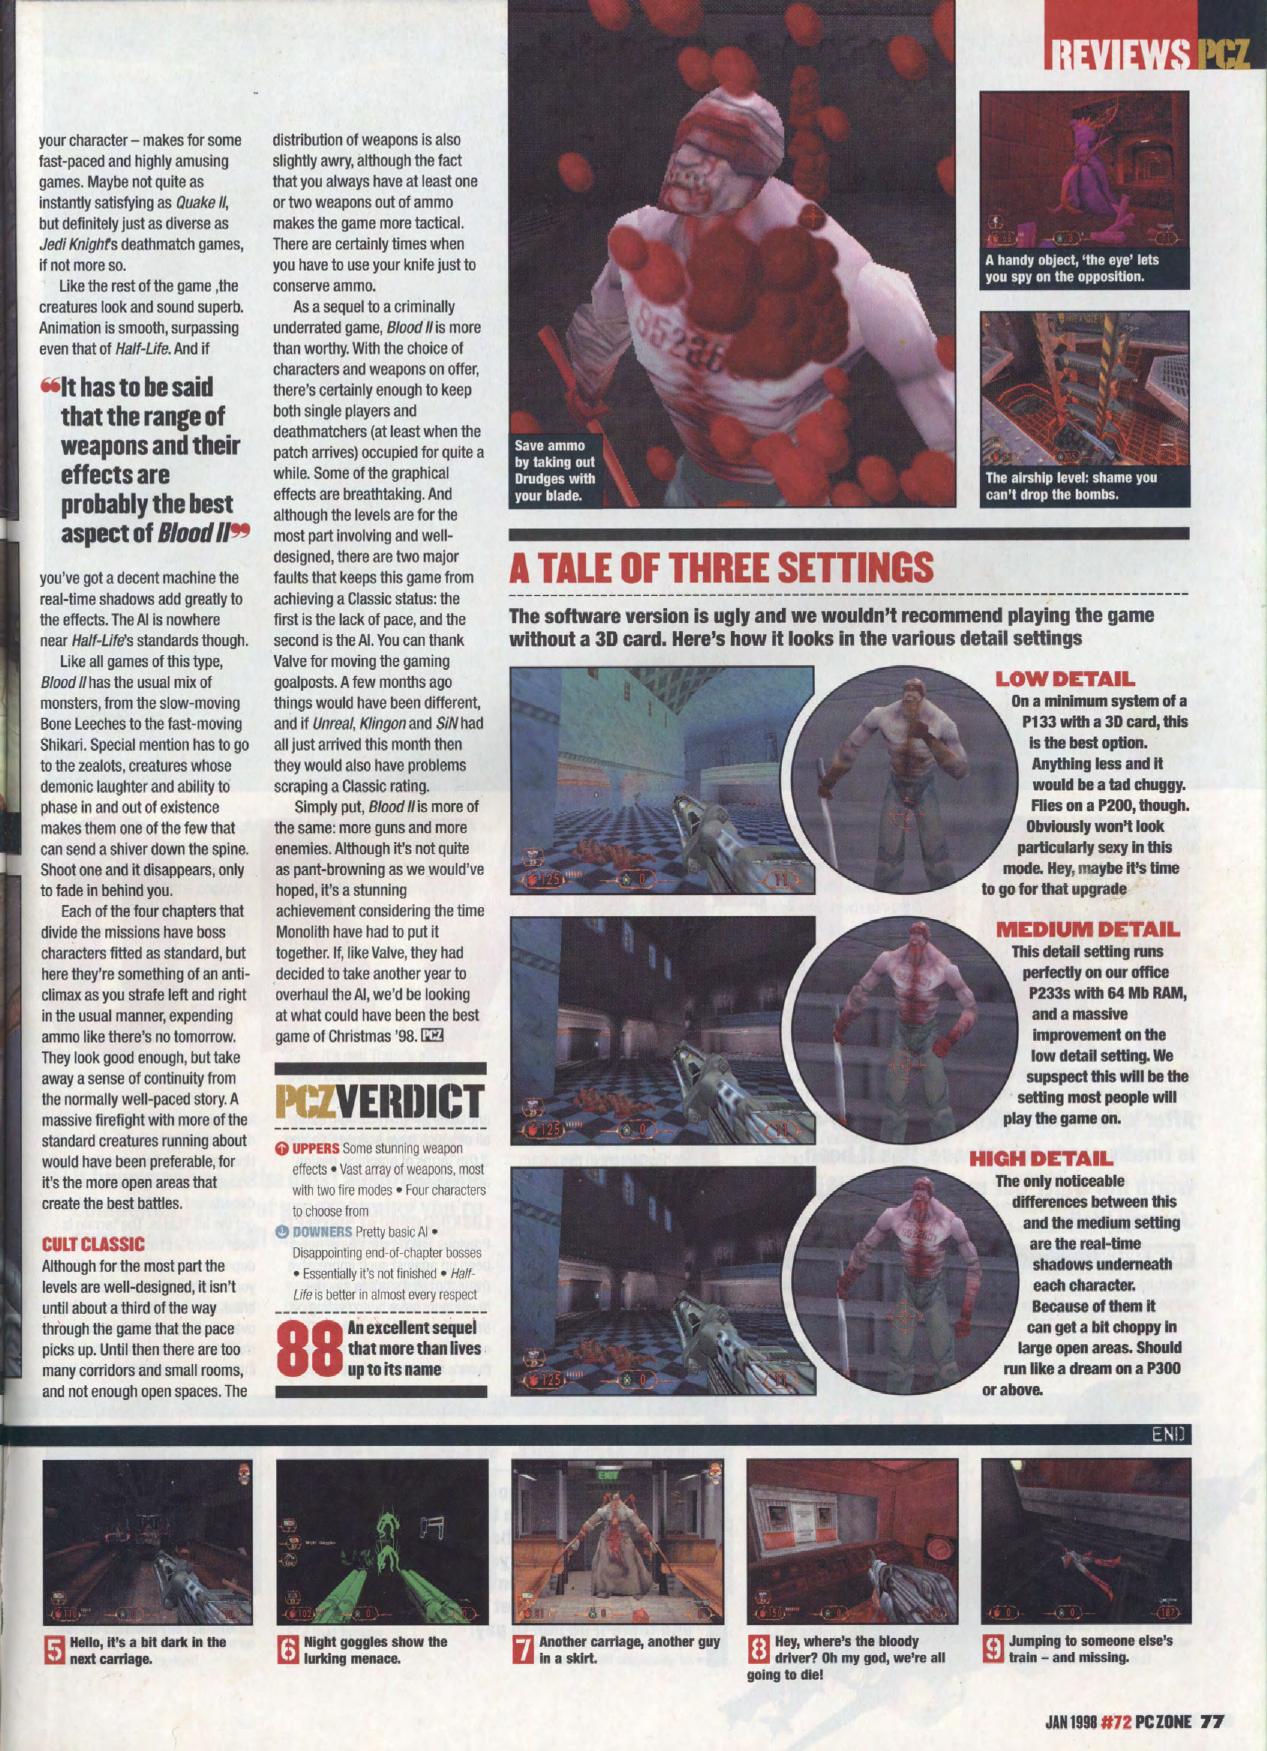 REVIEWS PCZ
your character – makes for some
fast-paced and highly amusing
games. Maybe not quite as
instantly satisfying as Quake II,
but definitely just as diverse as
Jedi Knight's deathmatch games,
if not more so.
Like the rest of the game ,the
creatures look and sound superb.
Animation is smooth, surpassing
even that of Half-Life. And if
“It has to be said
that the range of
weapons and their
effects are
probably the best
aspect of Blood II”
you've got a decent machine the
real-time shadows add greatly to
the effects. The AI is nowhere
near Half-Life's standards though.
Like all games of this type,
Blood II has the usual mix of
monsters, from the slow-moving
Bone Leeches to the fast-moving
Shikari. Special mention has to go
to the zealots, creatures whose
demonic laughter and ability to
phase in and out of existence
makes them one of the few that
can send a shiver down the spine.
Shoot one and it disappears, only
to fade in behind you.
Each of the four chapters that
divide the missions have boss
characters fitted as standard, but
here they're something of an anti-
climax as you strafe left and right
in the usual manner, expending
ammo like there's no tomorrow.
They look good enough, but take
away a sense of continuity from
the normally well-paced story. A
massive firefight with more of the
standard creatures running about
would have been preferable, for
it's the more open areas that
create the best battles.
CULT CLASSIC
Although for the most part the
levels are well-designed, it isn't
until about a third of the way
through the game that the pace
picks up. Until then there are too
many corridors and small rooms,
and not enough open spaces. The
distribution of weapons is also
slightly awry, although the fact
that you always have at least one
or two weapons out of ammo
makes the game more tactical.
There are certainly times when
you have to use your knife just to
conserve ammo.
As a sequel to a criminally
underrated game, Blood II is more
than worthy. With the choice of
characters and weapons on offer,
there's certainly enough to keep
both single players and
deathmatchers (at least when the
patch arrives) occupied for quite a
while. Some of the graphical
effects are breathtaking. And
although the levels are for the
most part involving and well-
designed, there are two major
faults that keeps this game from
achieving a Classic status: the
first is the lack of pace, and the
second is the AI. You can thank
Valve for moving the gaming
goalposts. A few months ago
things would have been different,
and if Unreal, Klingon and SiN had
all just arrived this month then
they would also have problems
scraping a Classic rating.
Simply put, Blood II is more of
the same: more guns and more
enemies. Although it's not quite
as pant-browning as we would've
hoped, it's a stunning
achievement considering the time
Monolith have had to put it
together. If, like Valve, they had
decided to take another year to
overhaul the AI, we'd be looking
at what could have been the best
game of Christmas '98. PCZ
PCZVERDICT
UPPERS Some stunning weapon
effects • Vast array of weapons, most
with two fire modes • Four characters
to choose from
DOWNERS Pretty basic AI •
Disappointing end-of-chapter bosses
• Essentially it's not finished • Half-
Life is better in almost every respect
88
An excellent sequel
that more than lives
up to its name
Save ammo
by taking out
Drudges with
your blade.
A handy object, 'the eye' lets
you spy on the opposition.
The airship level: shame you
can't drop the bombs.
A TALE OF THREE SETTINGS
The software version is ugly and we wouldn't recommend playing the game
without a 3D card. Here's how it looks in the various detail settings
LOW DETAIL
On a minimum system of a
P133 with a 3D card, this
is the best option.
Anything less and it
would be a tad chuggy.
Flies on a P200, though.
Obviously won't look
particularly sexy in this
mode. Hey, maybe it's time
to go for that upgrade
125 0 11
MEDIUM DETAIL
This detail setting runs
perfectly on our office
P233s with 64 Mb RAM,
and a massive
improvement on the
low detail setting. We
supspect this will be the
setting most people will
play the game on.
125 0 11
HIGH DETAIL
The only noticeable
differences between this
and the medium setting
are the real-time
shadows underneath
each character.
Because of them it
can get a bit choppy in
large open areas. Should
run like a dream on a P300
or above.
125 0 11
END
5 Hello, it's a bit dark in the
next carriage.
6 Night goggles show the
lurking menace.
EXIT
7 Another carriage, another guy
in a skirt.
8 Hey, where's the bloody
driver? Oh my god, we're all
going to die!
9 Jumping to someone else's
train – and missing.
JAN 1998 #72 PC ZONE 77